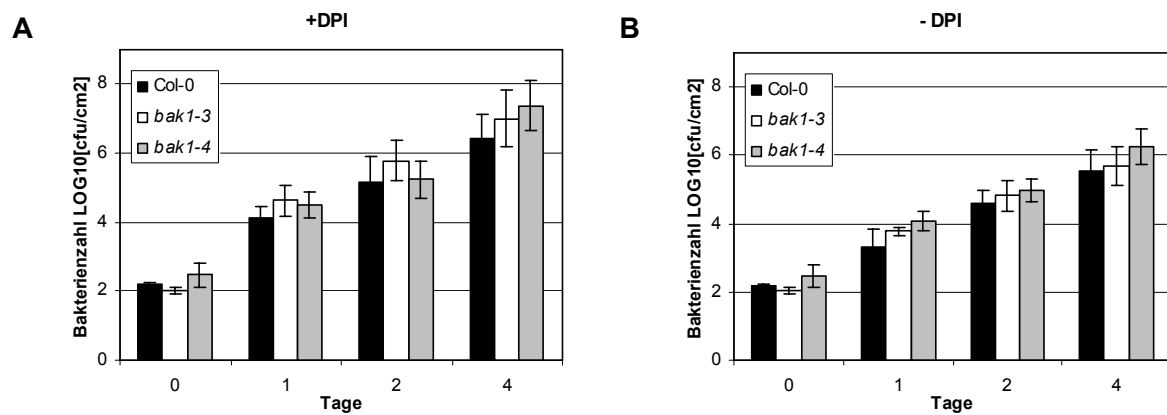 A
+DPI
Bakterienzahl LOG10[cfu/cm2]
8
6
4
2
0
Col-0
bak1-3
bak1-4
0 1 2 4
Tage
B
- DPI
Bakterienzahl LOG10[cfu/cm2]
8
6
4
2
0
Col-0
bak1-3
bak1-4
0 1 2 4
Tage